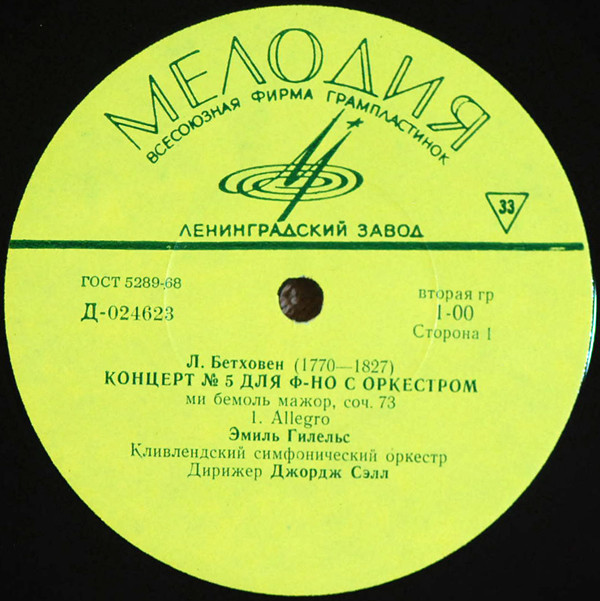 МЕЛОДИЯ
ВСЕСОЮЗНАЯ ФИРМА ГРАМПЛАСТИНОК
ЛЕНИНГРАДСКИЙ ЗАВОД
33
ГОСТ 5289-68
Д-024623
вторая гр
1-00
Сторона 1
Л. Бетховен (1770—1827)
КОНЦЕРТ № 5 ДЛЯ Ф-НО С ОРКЕСТРОМ
ми бемоль мажор, соч. 73
1. Allegro
Эмиль Гилельс
Кливлендский симфонический оркестр
Дирижер Джордж Сэлл